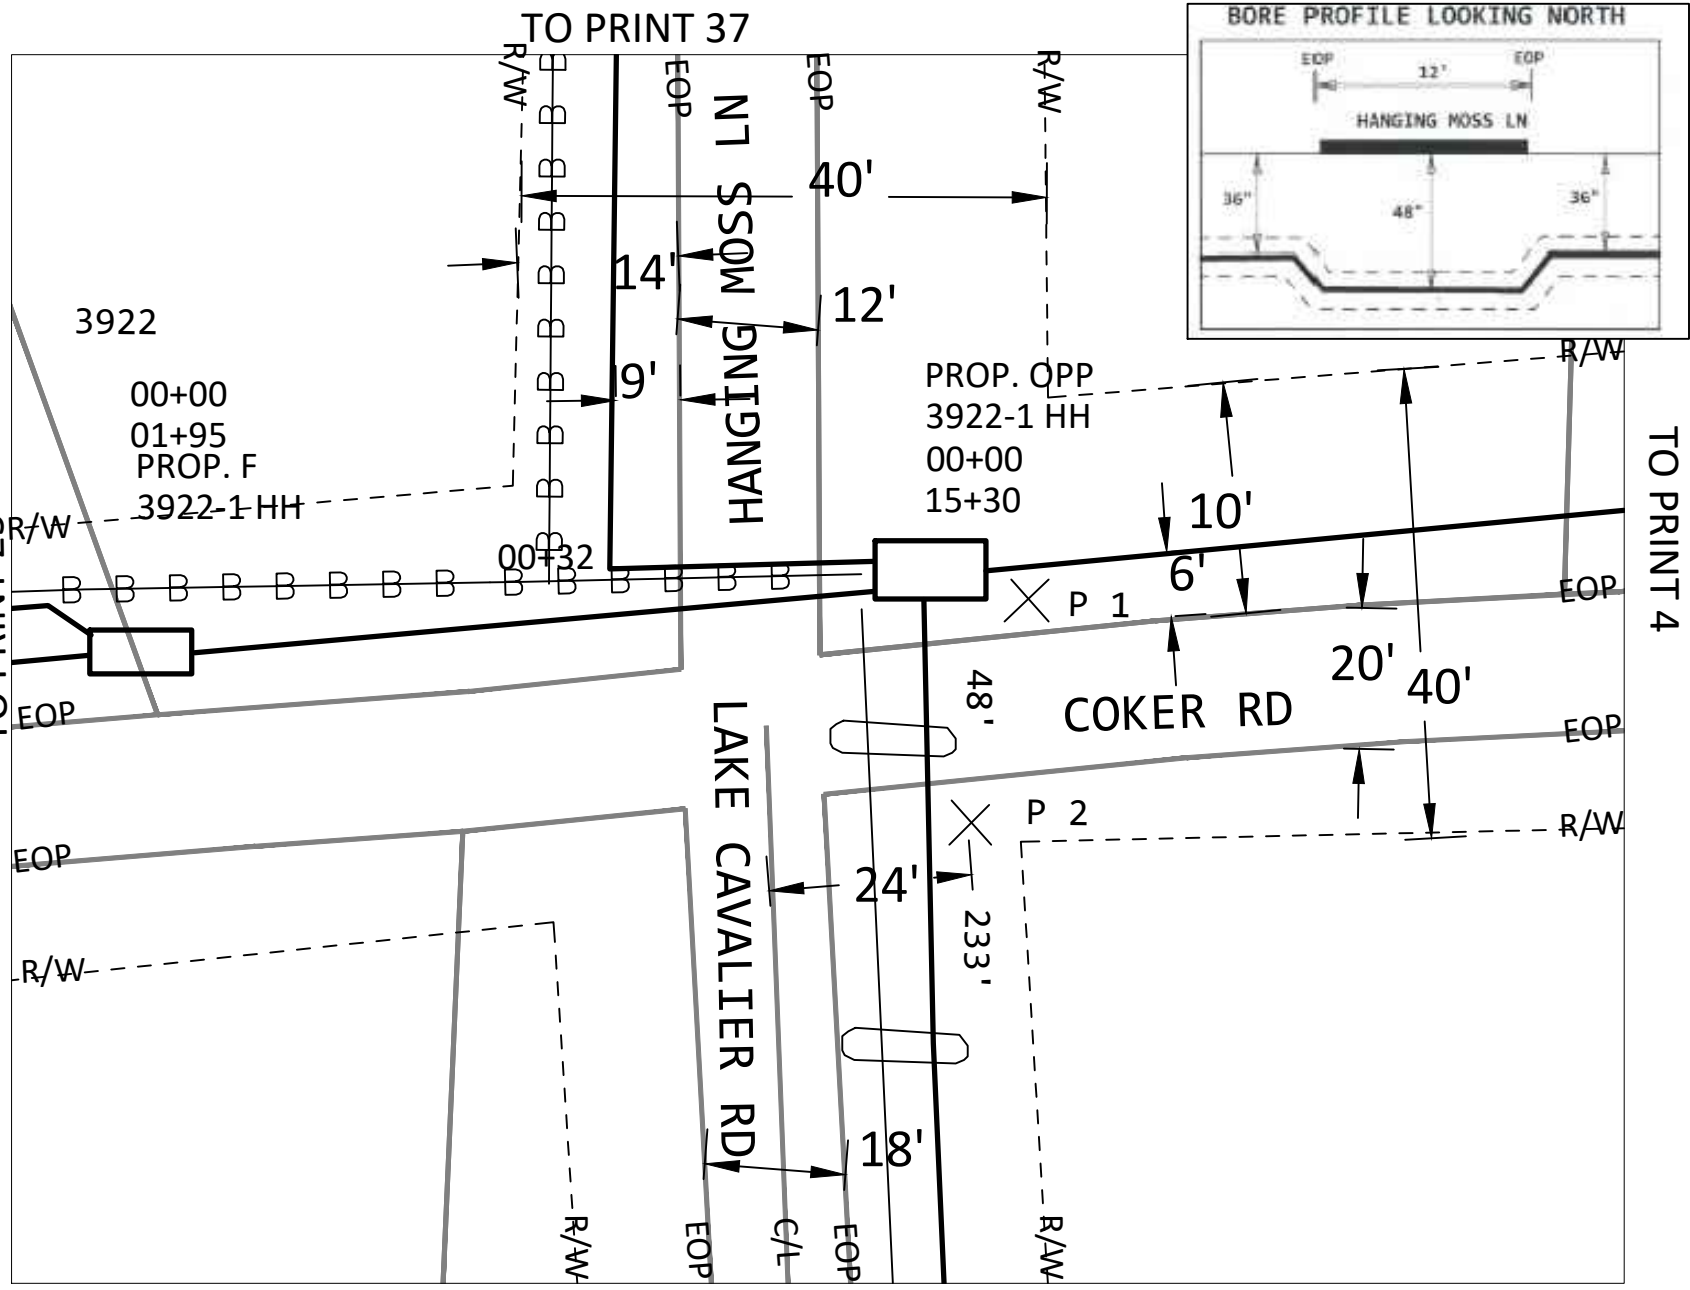 TO PRINT 37
BORE PROFILE LOOKING NORTH
EOP
EOP
12'
HANGING MOSS LN
36"
48"
36"
R/W
B B B B B B B B B B
EOP
EOP
R/W
HANGING MOSS LN
40'
14'
12'
9'
3922
00+00
01+95
PROP. F
3922-1 HH
PROP. OPP
3922-1 HH
00+00
15+30
R/W
R/W
TO PRINT 4
00+32
B B B B B B B B B B B B B B
10'
6'
P 1
EOP
EOP
48'
COKER RD
20'
40'
EOP
EOP
P 2
R/W
R/W
LAKE CAVALIER RD
24'
233'
18'
R/W
EOP
C/L
EOP
R/W